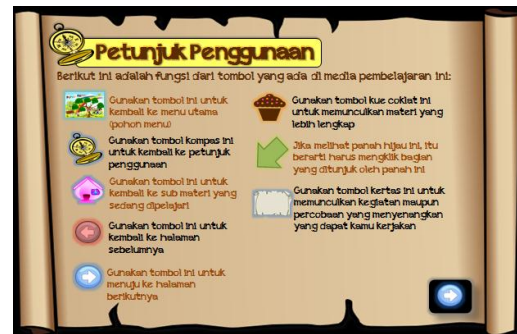 Petunjuk Penggunaan
Berikut ini adalah fungsi dari tombol yang ada di media pembelajaran ini:
Gunakan tombol ini untuk
kembali ke menu utama
(pohon menu)
Gunakan tombol kompas ini
untuk kembali ke petunjuk
penggunaan
Gunakan tombol ini untuk
kembali ke sub materi yang
sedang dipelajari
Gunakan tombol ini untuk
kembali ke halaman
sebelumnya
Gunakan tombol ini untuk
menuju ke halaman
berikutnya
Gunakan tombol kue coklat ini
untuk memunculkan materi yang
lebih lengkap
Jika melihat panah hijau ini, itu
berarti harus mengklik bagian
yang ditunjuk oleh panah ini
Gunakan tombol kertas ini untuk
memunculkan kegiatan maupun
percobaan yang menyenangkan
yang dapat kamu kerjakan